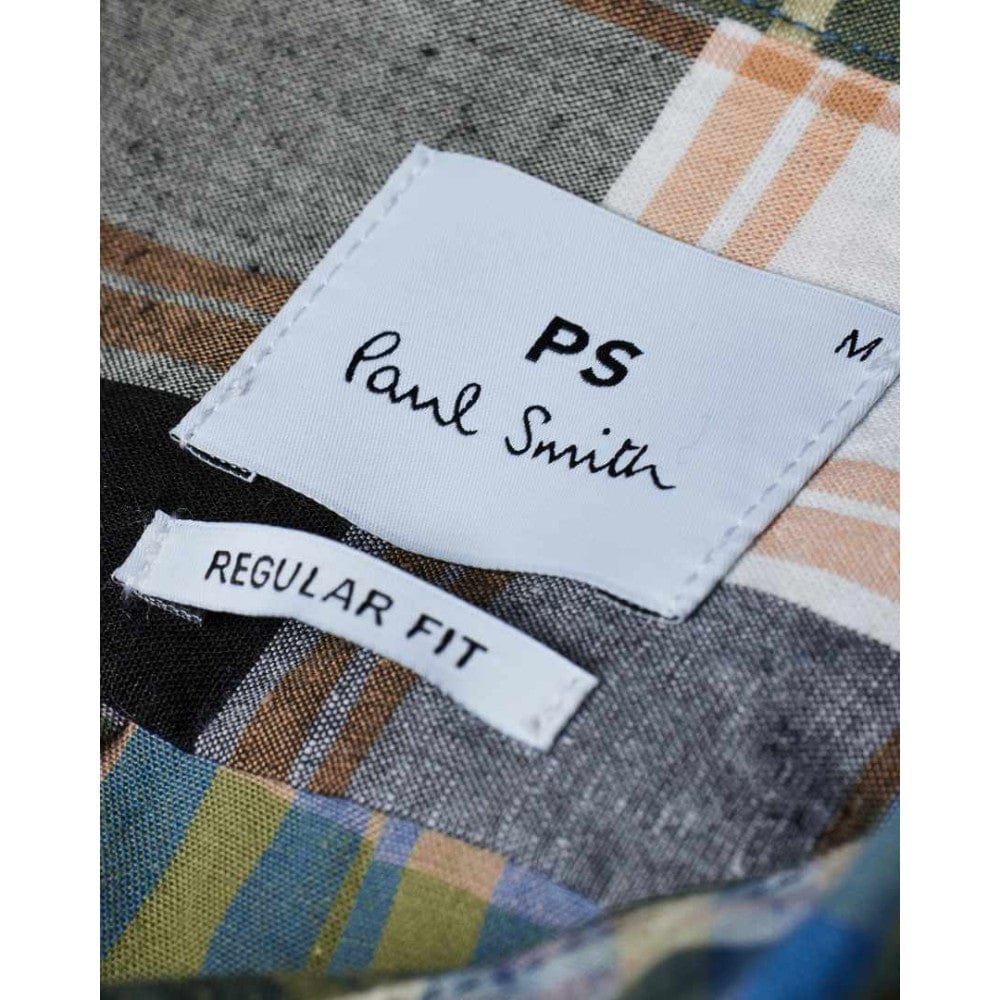 PS
M
Paul Smith
REGULAR FIT